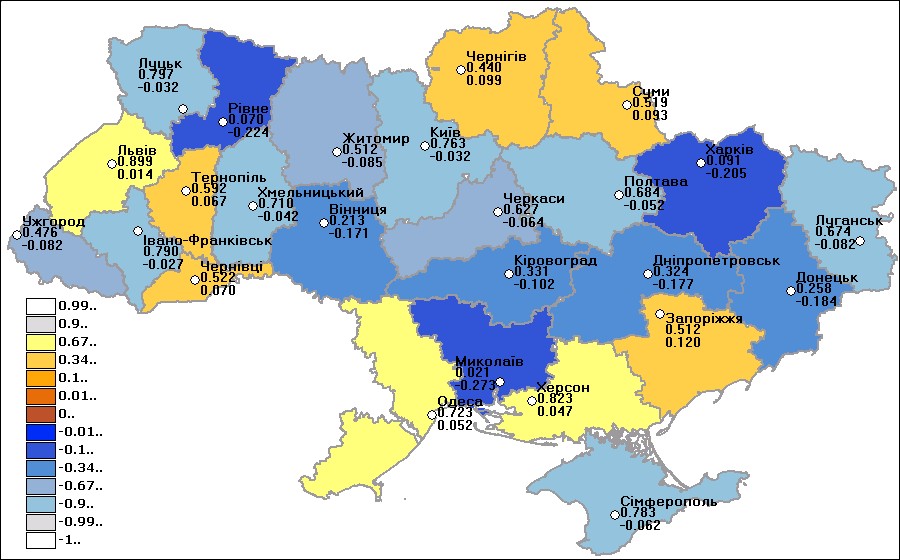 Луцьк
0.797
-0.032
Рівне
0.070
-0.224
Житомир
0.512
-0.085
Київ
0.763
-0.032
Чернігів
0.440
0.099
Суми
0.519
0.093
Львів
0.899
0.014
Тернопіль
0.592
0.067
Хмельницький
0.710
-0.042
Вінниця
0.213
-0.171
Черкаси
0.627
-0.064
Полтава
0.684
-0.052
Харків
0.091
-0.205
Луганськ
0.674
-0.082
Ужгород
0.476
-0.082
Івано-Франківськ
0.790
-0.027
Чернівці
0.522
0.070
Кіровоград
0.331
-0.102
Дніпропетровськ
0.324
-0.177
Донецьк
0.258
-0.184
Запоріжжя
0.512
0.120
Миколаїв
0.021
-0.273
Херсон
0.823
0.047
Одеса
0.723
0.052
Сімферополь
0.783
-0.062
0.99..
0.9..
0.67..
0.34..
0.1..
0.01..
0..
-0.01..
-0.1..
-0.34..
-0.67..
-0.9..
-0.99..
-1..